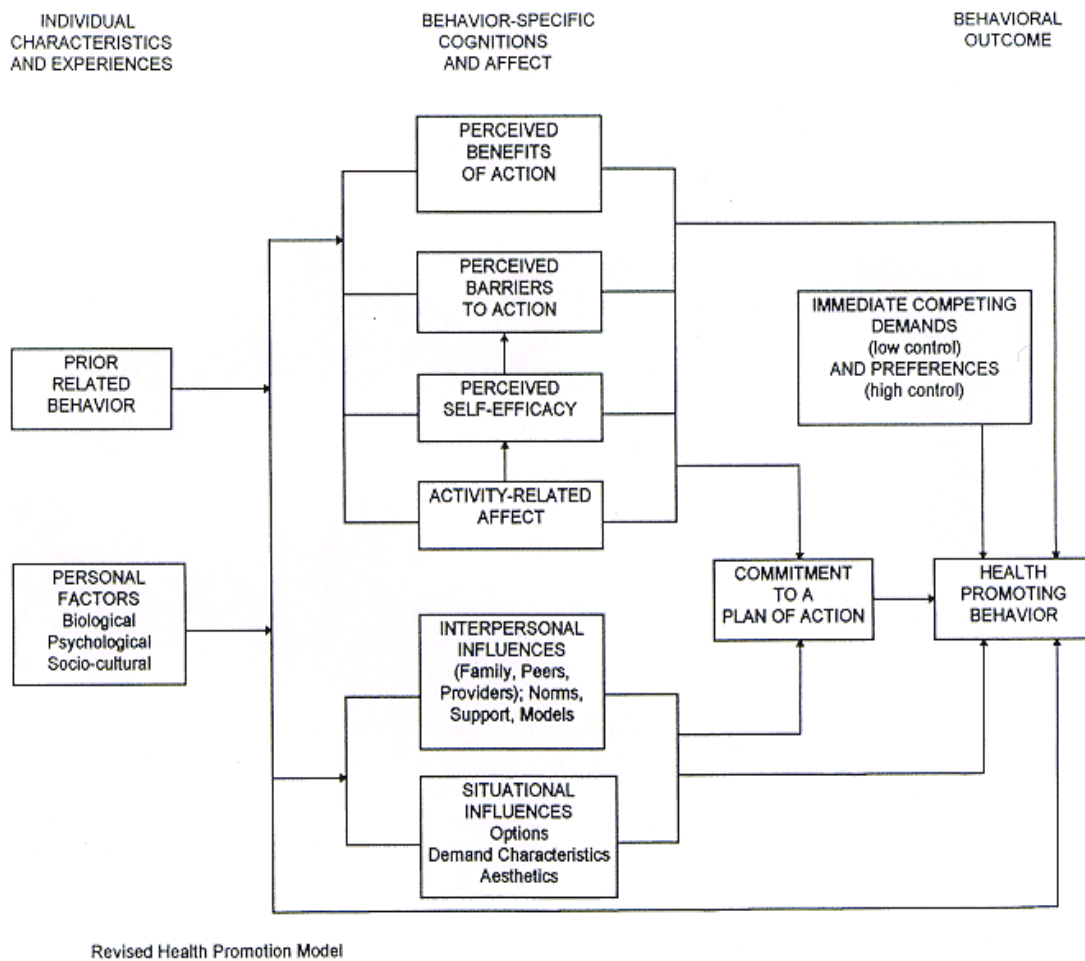 INDIVIDUAL
CHARACTERISTICS
AND EXPERIENCES
BEHAVIOR-SPECIFIC
COGNITIONS
AND AFFECT
BEHAVIORAL
OUTCOME
PERCEIVED
BENEFITS
OF ACTION
PERCEIVED
BARRIERS
TO ACTION
IMMEDIATE COMPETING
DEMANDS
(low control)
AND PREFERENCES
(high control)
PRIOR
RELATED
BEHAVIOR
PERCEIVED
SELF-EFFICACY
ACTIVITY-RELATED
AFFECT
PERSONAL
FACTORS
Biological
Psychological
Socio-cultural
COMMITMENT
TO A
PLAN OF ACTION
HEALTH
PROMOTING
BEHAVIOR
INTERPERSONAL
INFLUENCES
(Family, Peers,
Providers); Norms,
Support, Models
SITUATIONAL
INFLUENCES
Options
Demand Characteristics
Aesthetics
Revised Health Promotion Model